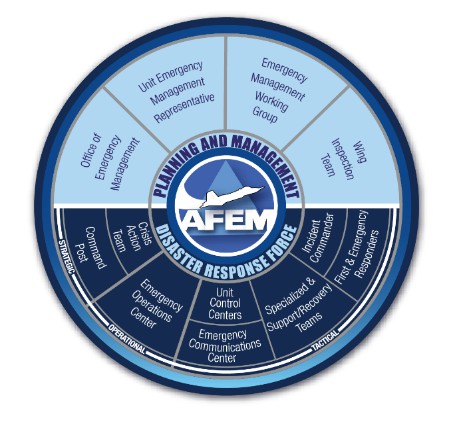 Office of
Emergency
Management
Unit Emergency
Management
Representative
Emergency
Management
Working
Group
Wing
Inspection
Team
PLANNING AND MANAGEMENT
AFEM
DISASTER RESPONSE FORCE
STRATEGIC
Command
Post
Crisis
Action
Team
Emergency
Operations
Center
OPERATIONAL
Unit
Control
Centers
Emergency
Communications
Center
Specialized &
Support/Recovery
Teams
Incident
Commander
First & Emergency
Responders
TACTICAL